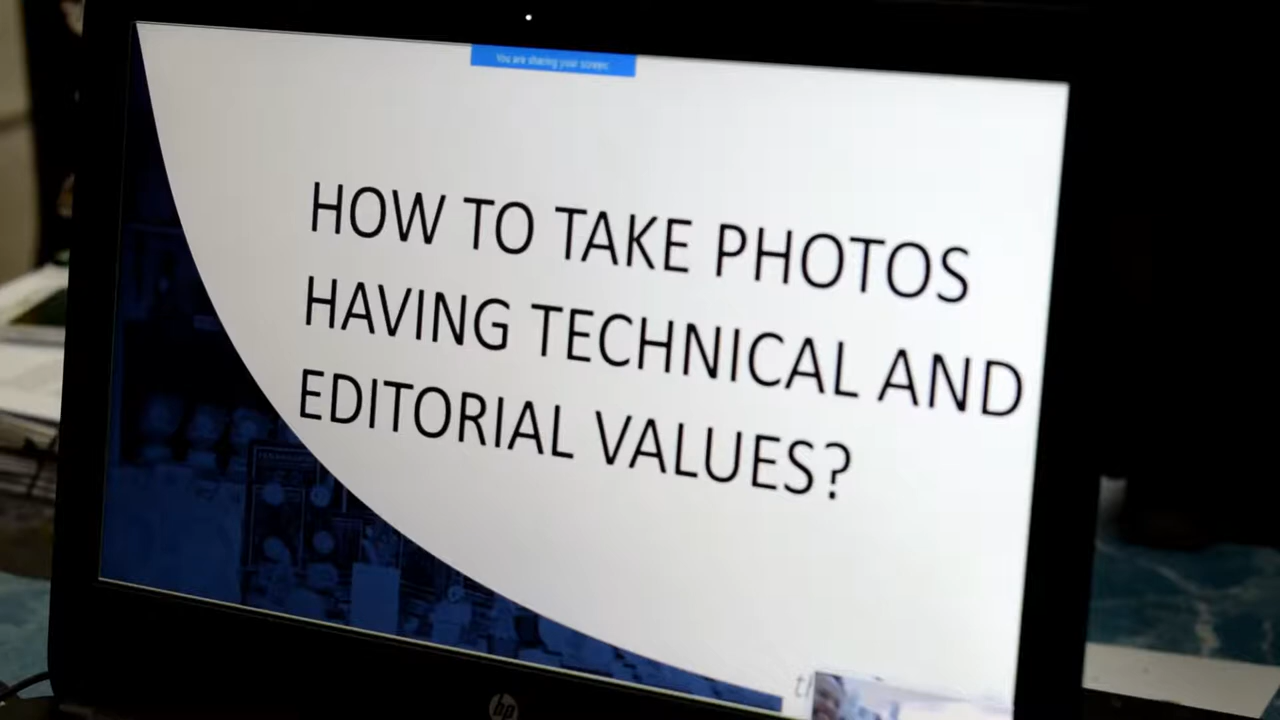 You are sharing your screen
HOW TO TAKE PHOTOS
HAVING TECHNICAL AND
EDITORIAL VALUES?
hp